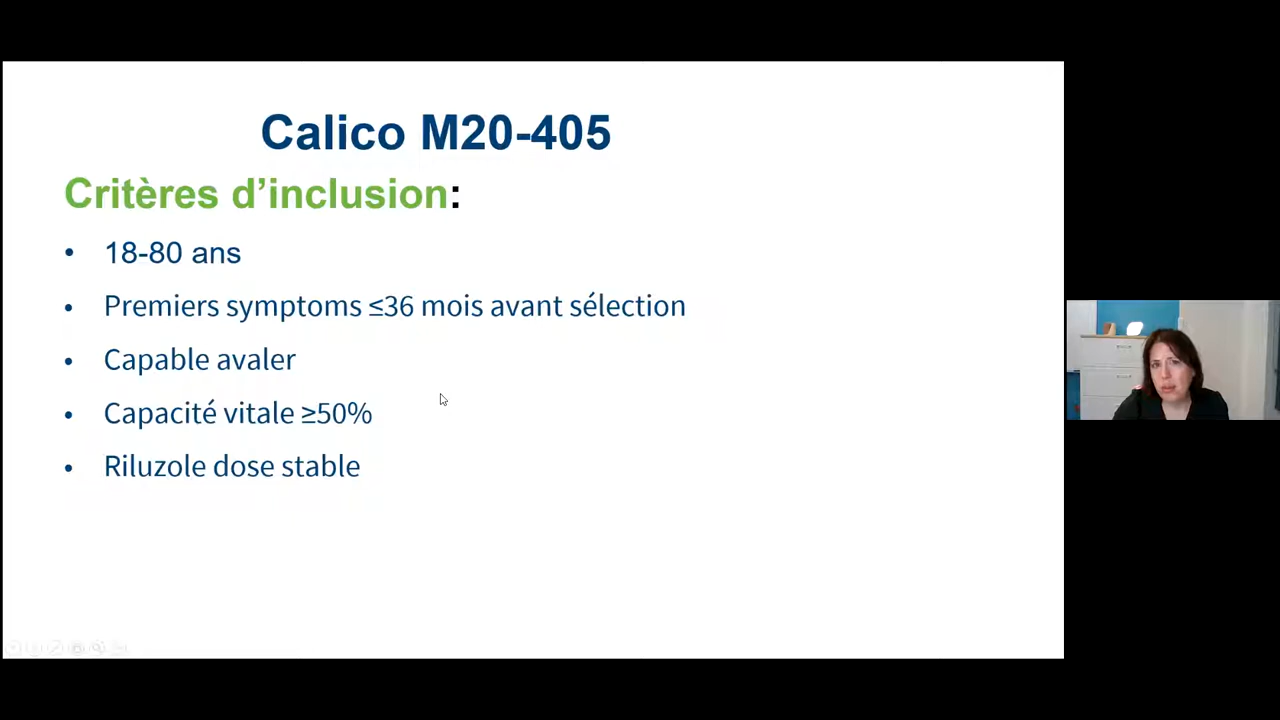 Calico M20-405
Critères d’inclusion:
• 18-80 ans
• Premiers symptoms ≤36 mois avant sélection
• Capable avaler
• Capacité vitale ≥50%
• Riluzole dose stable